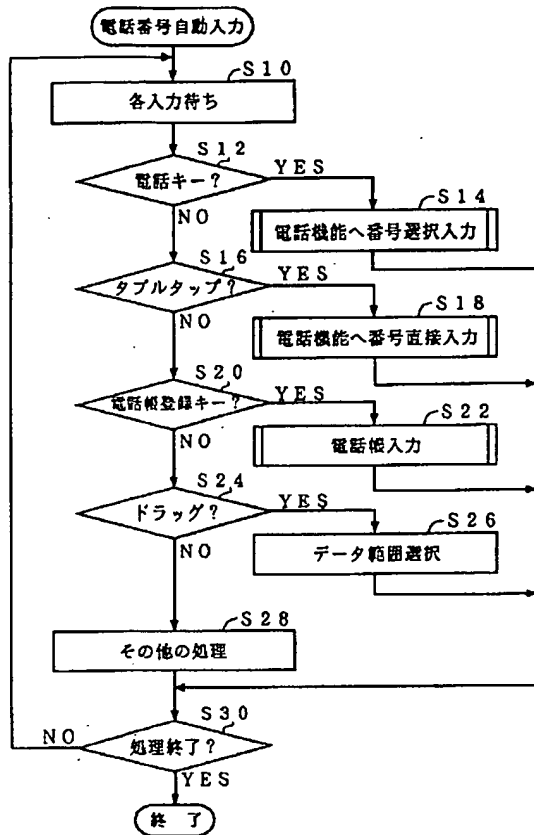 電話番号自動入力
S10
各入力待ち
S12
電話キー?
YES
NO
S14
電話機能へ番号選択入力
S16
タブルタップ?
YES
NO
S18
電話機能へ番号直接入力
S20
電話帳登録キー?
YES
NO
S22
電話帳入力
S24
ドラッグ?
YES
NO
S26
データ範囲選択
S28
その他の処理
S30
処理終了?
NO
YES
終 了